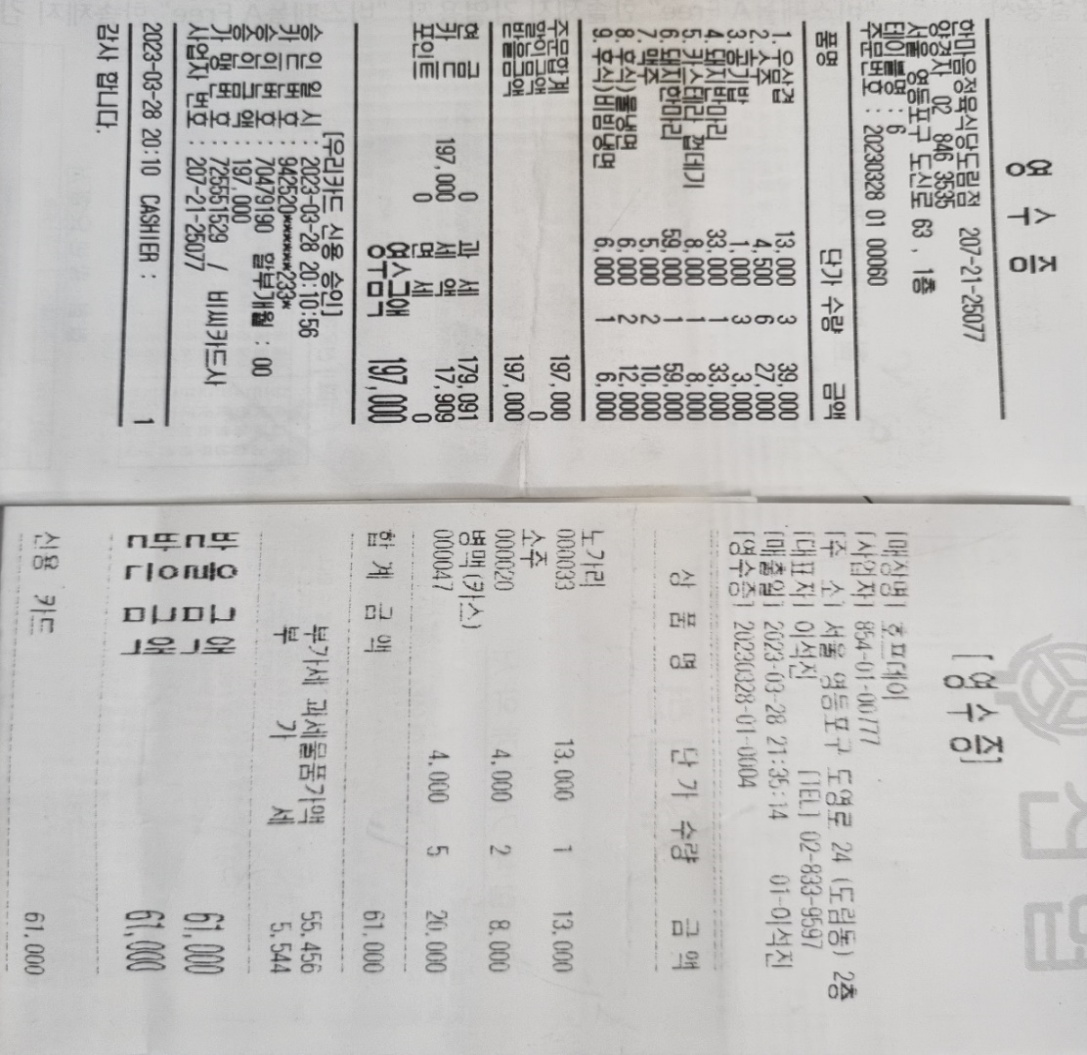 영 수 증
한미옥정육식당도림점 207-21-25077
황경자 02 846 3535
서울 영등포구 도신로 63 , 1층
테이블명 : 6
주문번호 : 20230328 01 00060
품명 단가 수량 금액
1. 우삼겹 13,000 3 39,000
2. 소주 4,500 6 27,000
3. 공기밥 1,000 3 3,000
4. 돼지반마리 33,000 1 33,000
5. 카스테라 껍데기 8,000 1 8,000
6. 돼지한마리 59,000 1 59,000
7. 맥주 5,000 2 10,000
8. 후식)물냉면 6,000 2 12,000
9. 후식)비빔냉면 6,000 1 6,000
주문합계 197,000
할인금액 0
받을금액 197,000
현 금 0 과 세 179,091
카 드 197,000 세 액 17,909
포인트 0 면 세 0
영수금액 197,000
[우리카드 신용 승인]
승 인 일 시 : 2023-03-28 20:10:56
카 드 번 호 : 942520******233*
승 인 번 호 : 70479190 할부개월 : 00
승 인 금 액 : 197,000
가 맹 번 호 : 725551529 / 비씨카드사
사업자 번호 : 207-21-25077
2023-03-28 20:10 CASHIER : 1
감사 합니다.
[영 수 증]
[매장명] 호프데이
[사업자] 854-01-00777
[주 소] 서울 영등포구 도영로 24 (도림동) 2층
[대표자] 이석진 [TEL] 02-833-9597
[매출일] 2023-03-28 21:35:14 01-이석진
[영수증] 20230328-01-0004
상 품 명 단 가 수량 금 액
노가리
000033 13.000 1 13.000
소주
000020 4.000 2 8.000
병맥(카스)
000047 4.000 5 20.000
합 계 금 액 61.000
부가세 과세물품가액 55.456
부 가 세 5.544
받을금액 61,000
받은금액 61,000
신용 카드 61.000